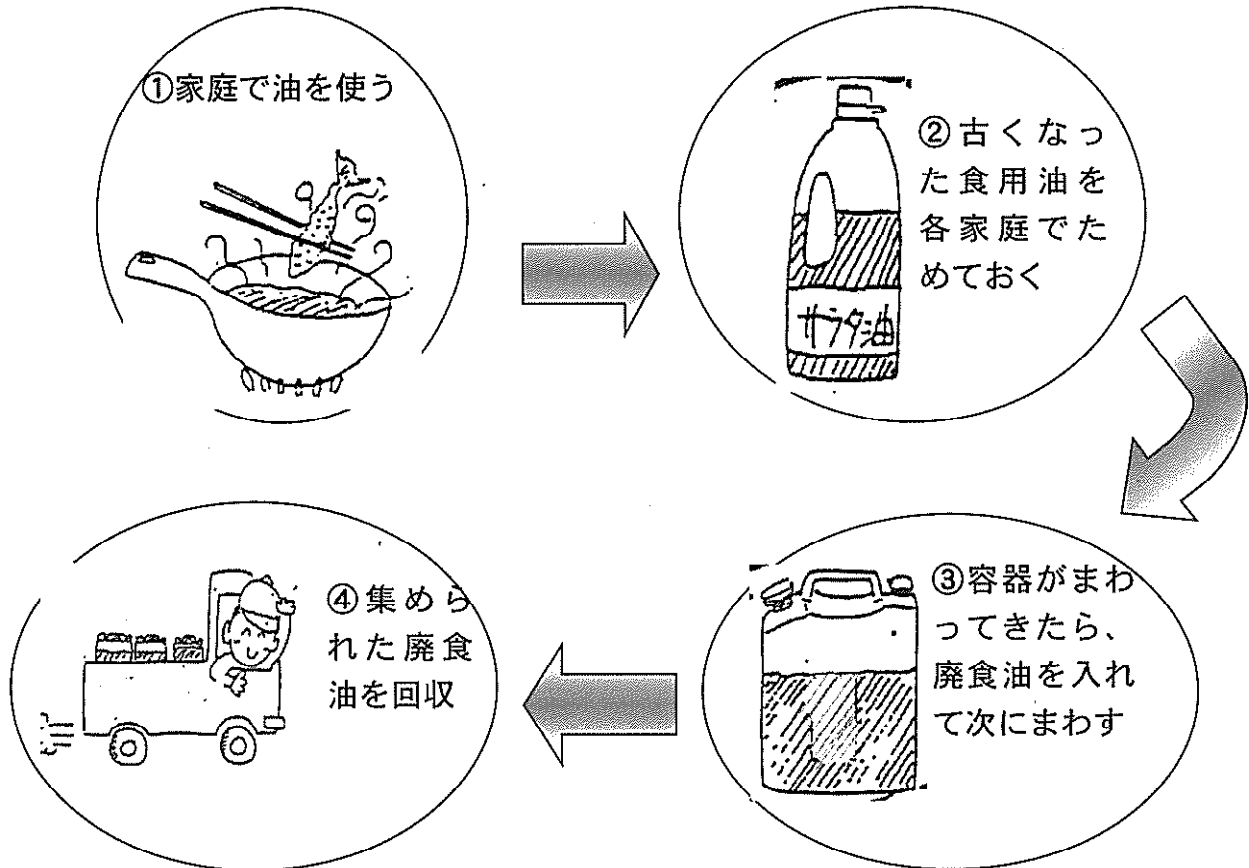 ①家庭で油を使う
②古くなっ
た食用油を
各家庭でた
めておく
サラダ油
③容器がまわ
ってきたら、
廃食油を入れ
て次にまわす
④集めら
れた廃食
油を回収